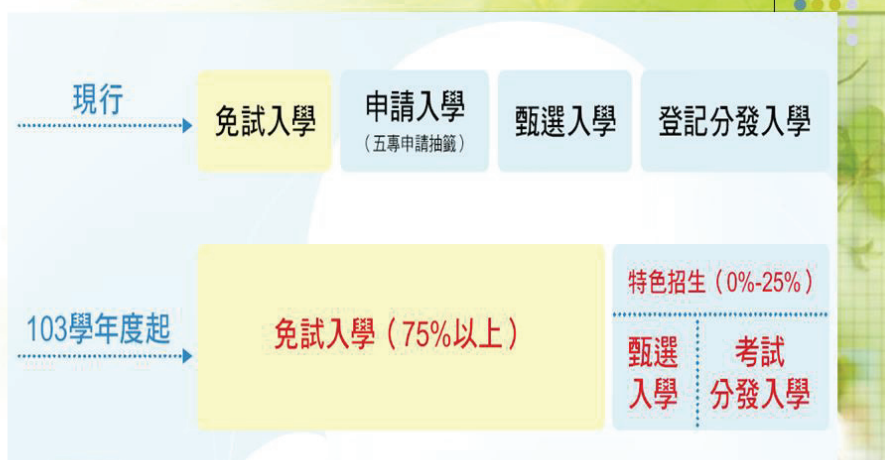 現行
免試入學
申請入學
（五專申請抽籤）
甄選入學
登記分發入學
103學年度起
免試入學（75%以上）
特色招生（0%-25%）
甄選
入學
考試
分發入學